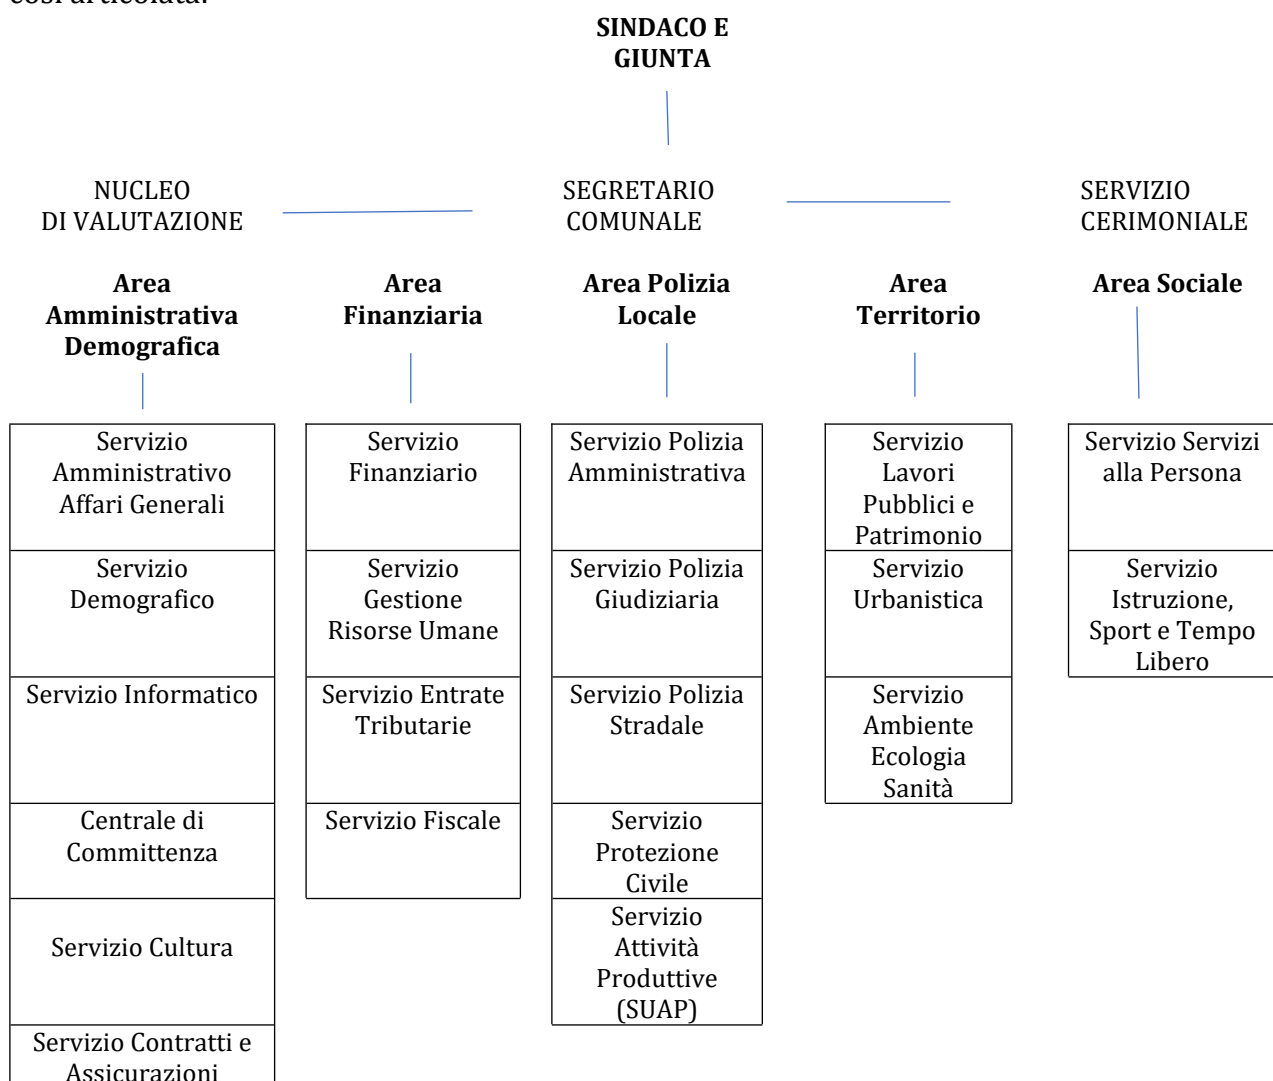 così articolata:
SINDACO E
GIUNTA
NUCLEO
DI VALUTAZIONE
SEGRETARIO
COMUNALE
SERVIZIO
CERIMONIALE
Area
Amministrativa
Demografica
Area
Finanziaria
Area Polizia
Locale
Area
Territorio
Area Sociale
Servizio
Amministrativo
Affari Generali
Servizio
Demografico
Servizio Informatico
Centrale di
Committenza
Servizio Cultura
Servizio Contratti e
Assicurazioni
Servizio
Finanziario
Servizio
Gestione
Risorse Umane
Servizio Entrate
Tributarie
Servizio Fiscale
Servizio Polizia
Amministrativa
Servizio Polizia
Giudiziaria
Servizio Polizia
Stradale
Servizio
Protezione
Civile
Servizio
Attività
Produttive
(SUAP)
Servizio
Lavori
Pubblici e
Patrimonio
Servizio
Urbanistica
Servizio
Ambiente
Ecologia
Sanità
Servizio Servizi
alla Persona
Servizio
Istruzione,
Sport e Tempo
Libero